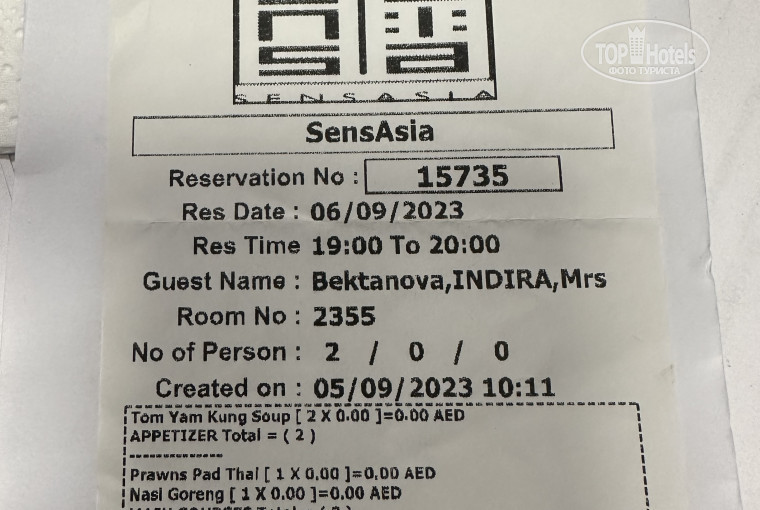 TOP Hotels
ФОТО ТУРИСТА
SENSASIA
SensAsia
Reservation No : 15735
Res Date : 06/09/2023
Res Time 19:00 To 20:00
Guest Name : Bektanova,INDIRA,Mrs
Room No : 2355
No of Person : 2 / 0 / 0
Created on : 05/09/2023 10:11
Tom Yam Kung Soup [ 2 X 0.00 ]=0.00 AED
APPETIZER Total = ( 2 )
--------------
Prawns Pad Thai [ 1 X 0.00 ]=0.00 AED
Nasi Goreng [ 1 X 0.00 ]=0.00 AED